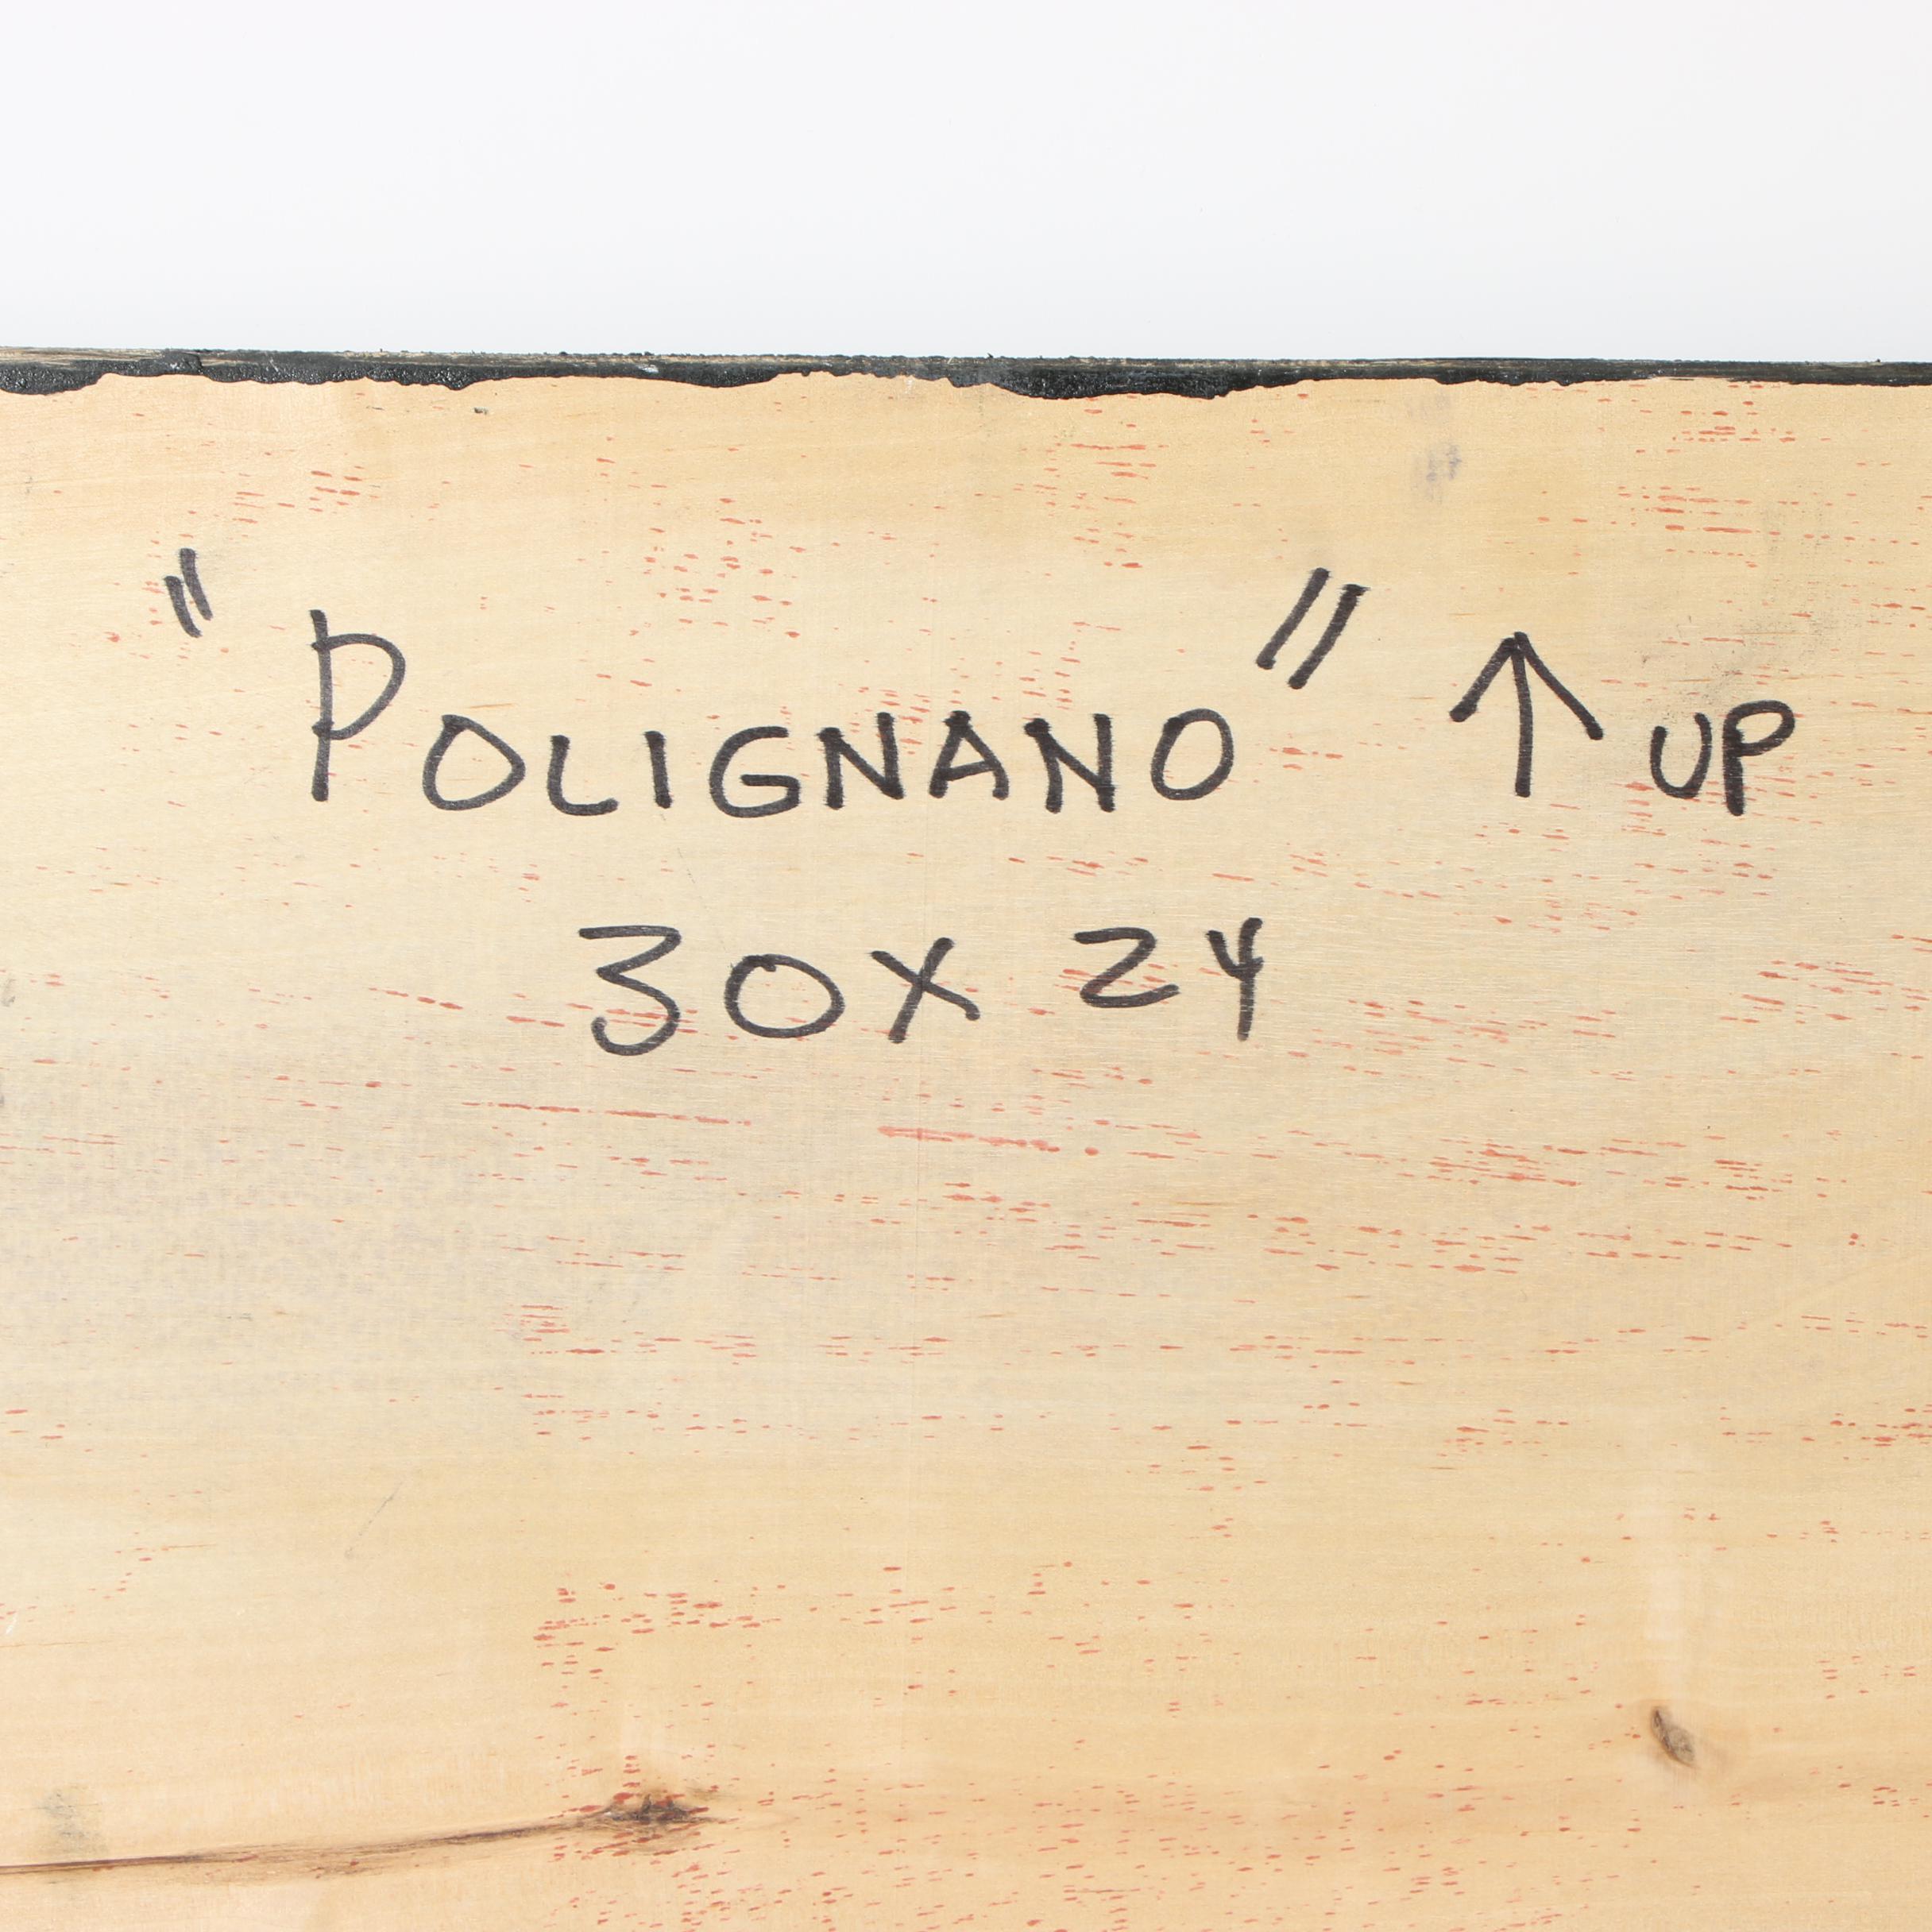 "POLIGNANO" ↑ UP
30X 24